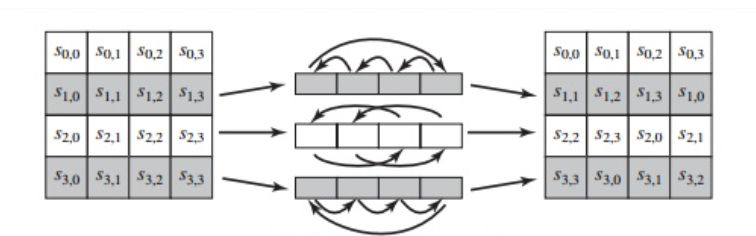 s0,0 s0,1 s0,2 s0,3
s1,0 s1,1 s1,2 s1,3
s2,0 s2,1 s2,2 s2,3
s3,0 s3,1 s3,2 s3,3
s0,0 s0,1 s0,2 s0,3
s1,1 s1,2 s1,3 s1,0
s2,2 s2,3 s2,0 s2,1
s3,3 s3,0 s3,1 s3,2